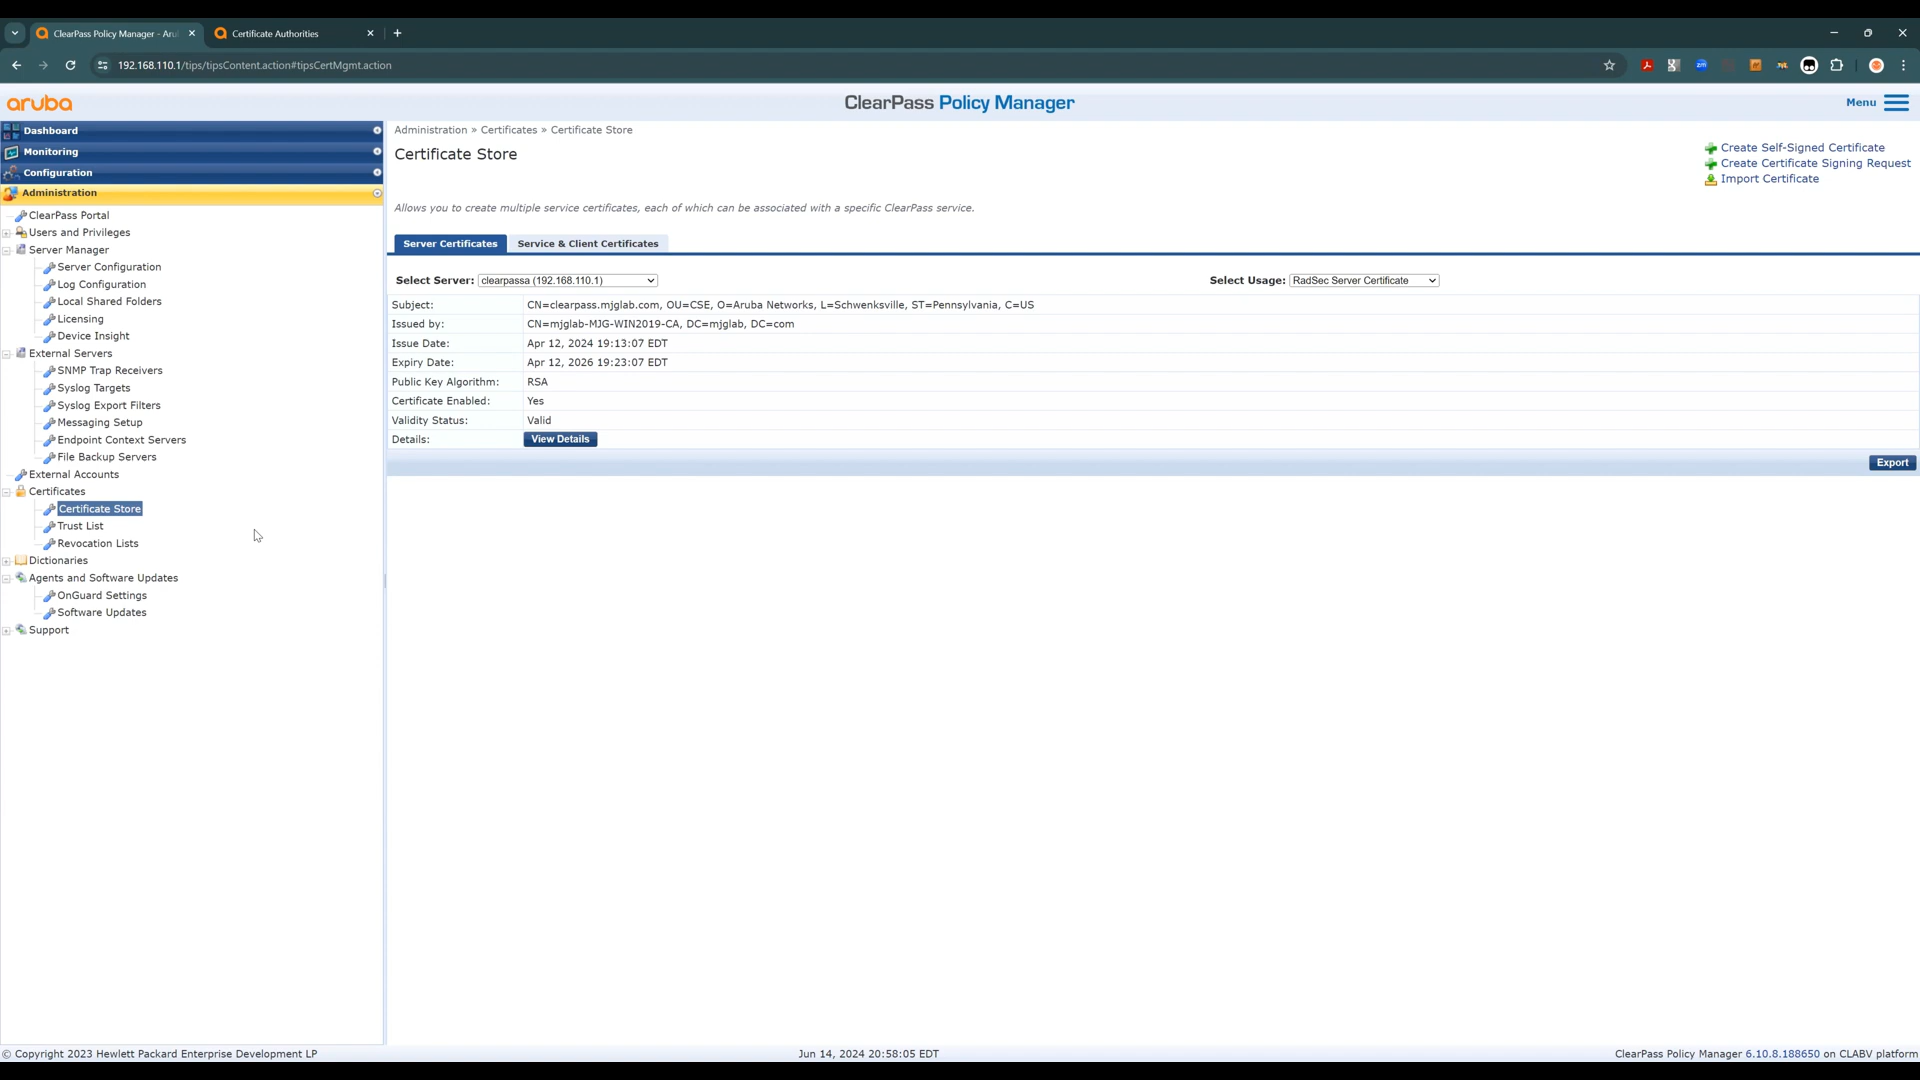 ClearPass Policy Manager - Aru
Certificate Authorities
192.168.110.1/tips/tipsContent.action#tipsCertMgmt.action
aruba
ClearPass Policy Manager
Menu
Dashboard
Monitoring
Configuration
Administration
ClearPass Portal
Users and Privileges
Server Manager
Server Configuration
Log Configuration
Local Shared Folders
Licensing
Device Insight
External Servers
SNMP Trap Receivers
Syslog Targets
Syslog Export Filters
Messaging Setup
Endpoint Context Servers
File Backup Servers
External Accounts
Certificates
Certificate Store
Trust List
Revocation Lists
Dictionaries
Agents and Software Updates
OnGuard Settings
Software Updates
Support
Administration » Certificates » Certificate Store
Certificate Store
Create Self-Signed Certificate
Create Certificate Signing Request
Import Certificate
Allows you to create multiple service certificates, each of which can be associated with a specific ClearPass service.
Server Certificates
Service & Client Certificates
Select Server: clearpassa (192.168.110.1)
Select Usage: RadSec Server Certificate
Subject: CN=clearpass.mjglab.com, OU=CSE, O=Aruba Networks, L=Schwenksville, ST=Pennsylvania, C=US
Issued by: CN=mjglab-MJG-WIN2019-CA, DC=mjglab, DC=com
Issue Date: Apr 12, 2024 19:13:07 EDT
Expiry Date: Apr 12, 2026 19:23:07 EDT
Public Key Algorithm: RSA
Certificate Enabled: Yes
Validity Status: Valid
Details: View Details
Export
© Copyright 2023 Hewlett Packard Enterprise Development LP
Jun 14, 2024 20:58:05 EDT
ClearPass Policy Manager 6.10.8.188650 on CLABV platform